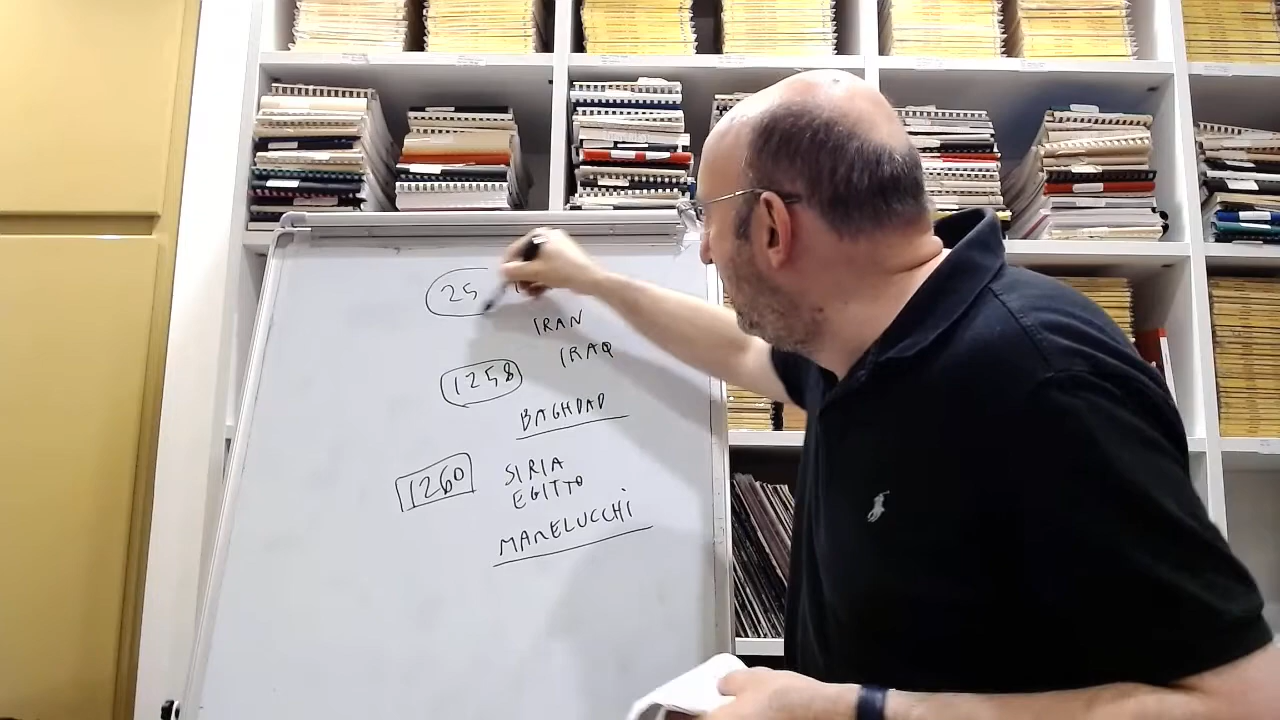 25
IRAN
IRAQ
1258
BAGHDAD
1260
SIRIA
EGITTO
MAMELUCCHI